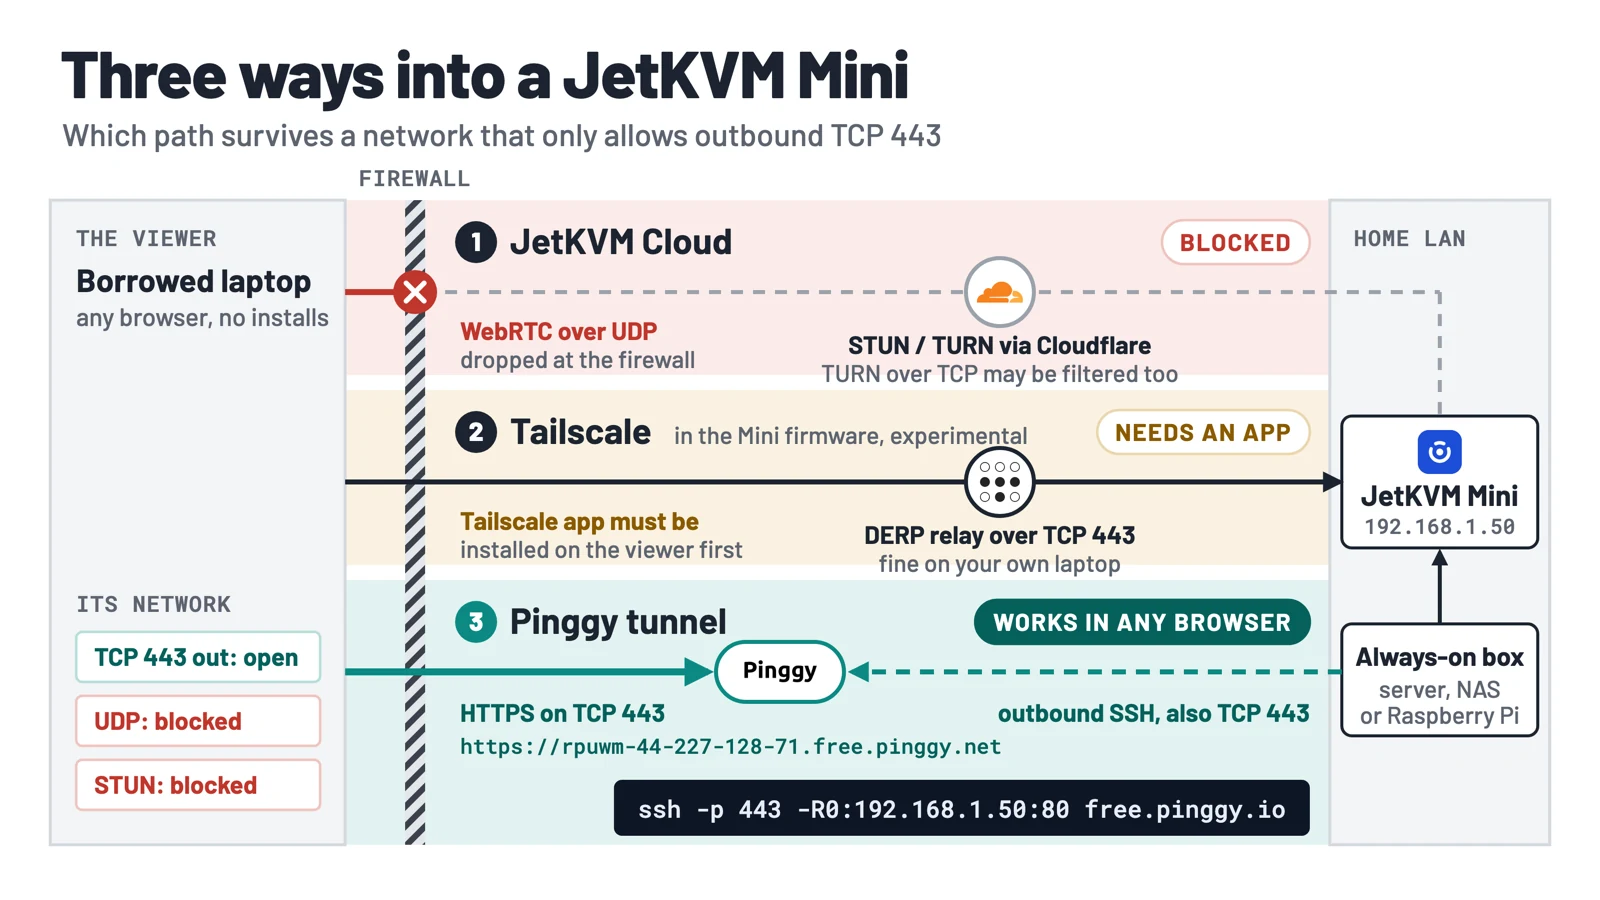 Three ways into a JetKVM Mini
Which path survives a network that only allows outbound TCP 443
FIREWALL
THE VIEWER
Borrowed laptop
any browser, no installs
ITS NETWORK
TCP 443 out: open
UDP: blocked
STUN: blocked
1 JetKVM Cloud
BLOCKED
WebRTC over UDP
dropped at the firewall
STUN / TURN via Cloudflare
TURN over TCP may be filtered too
2 Tailscale in the Mini firmware, experimental
NEEDS AN APP
Tailscale app must be
installed on the viewer first
DERP relay over TCP 443
fine on your own laptop
3 Pinggy tunnel
WORKS IN ANY BROWSER
Pinggy
HTTPS on TCP 443
https://rpuwm-44-227-128-71.free.pinggy.net
outbound SSH, also TCP 443
ssh -p 443 -R0:192.168.1.50:80 free.pinggy.io
HOME LAN
JetKVM Mini
192.168.1.50
Always-on box
server, NAS
or Raspberry Pi